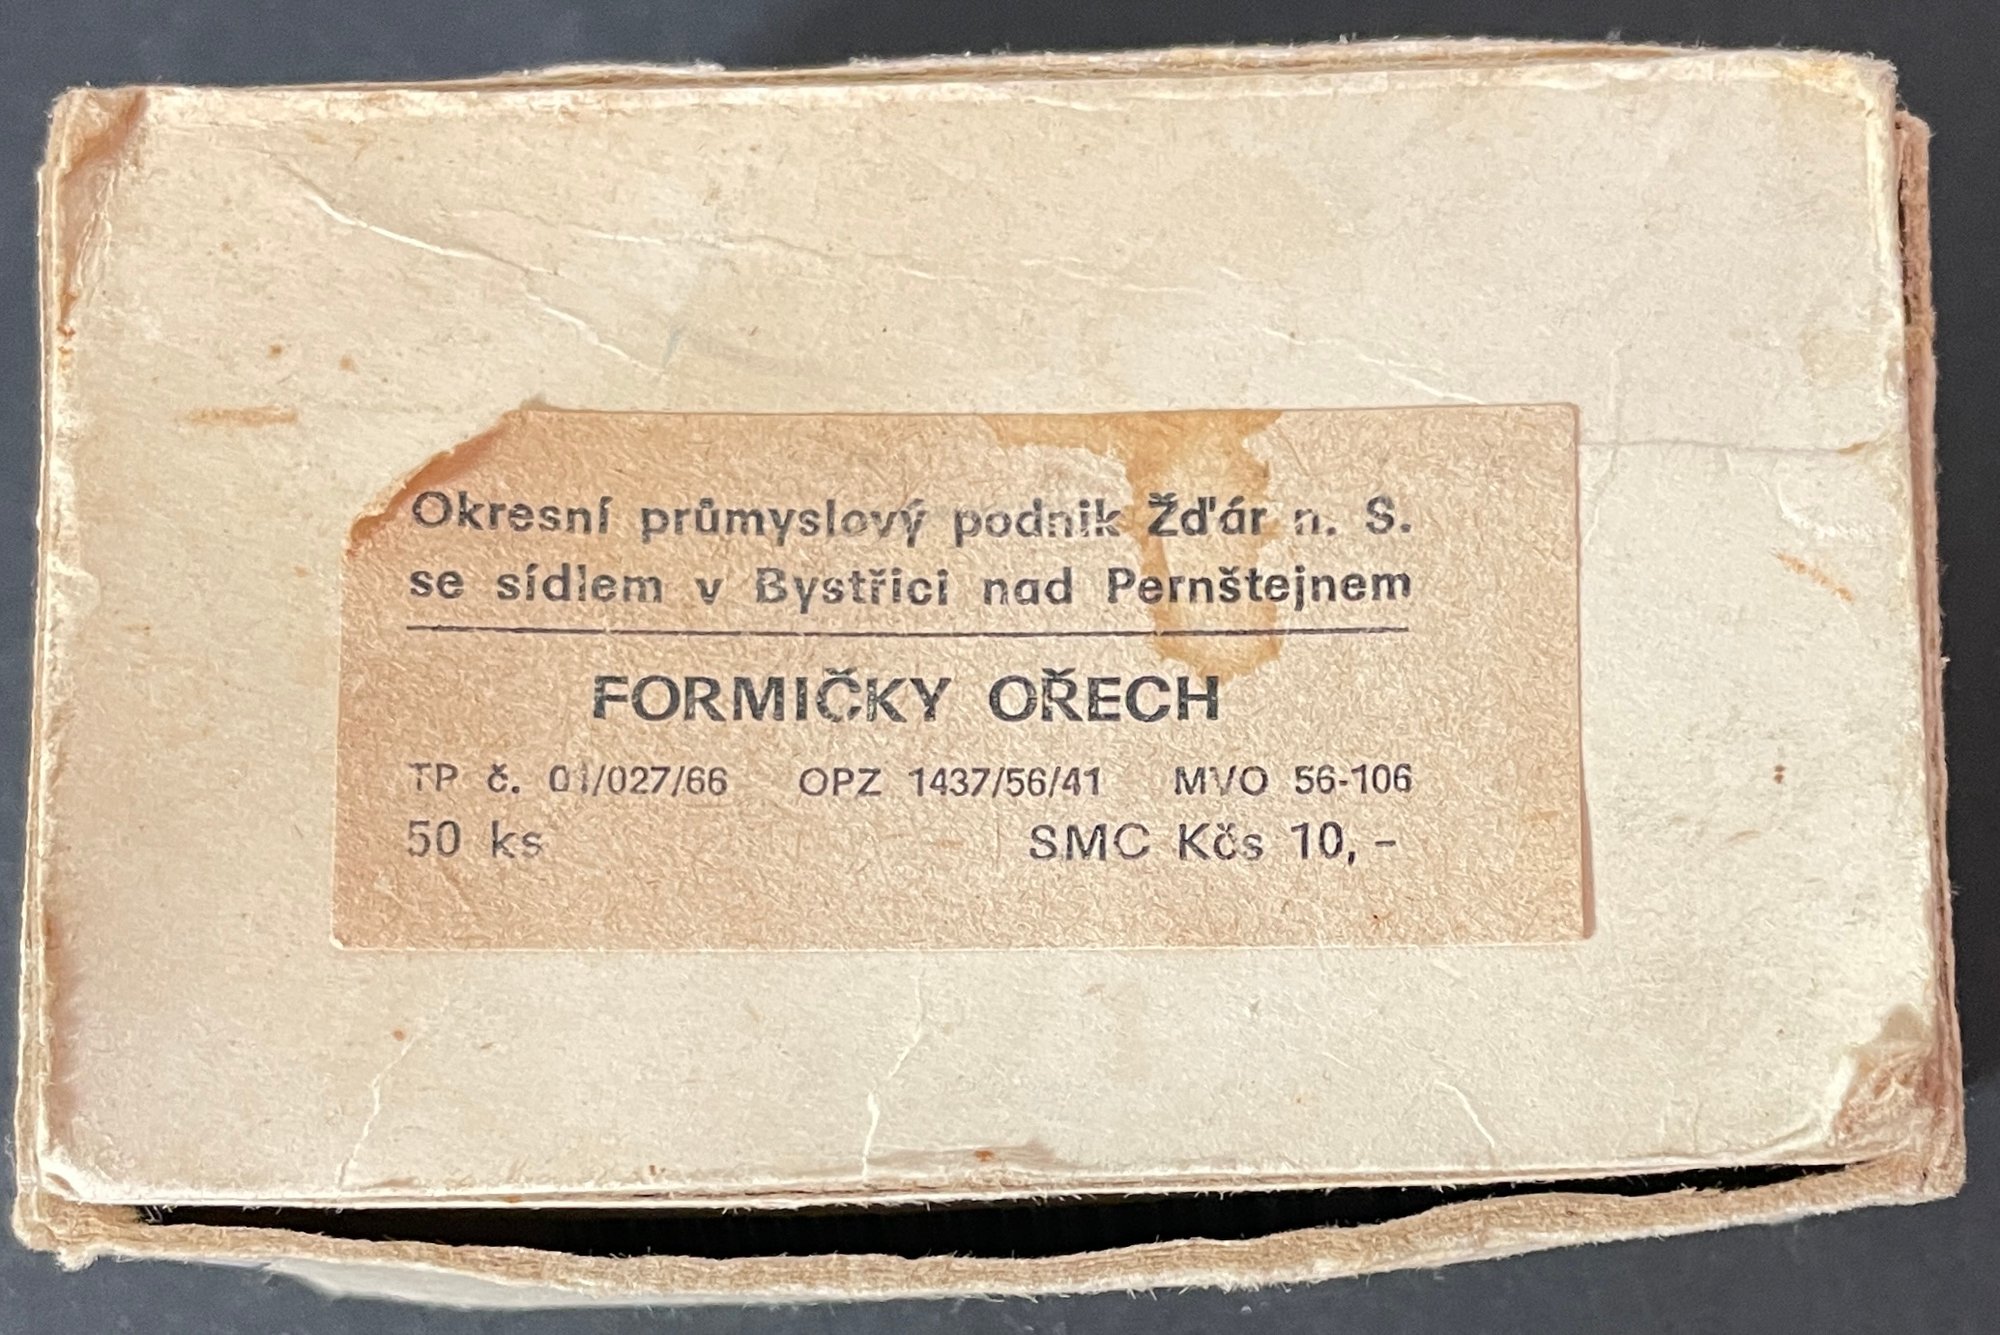 Okresní průmyslový podnik Žďár n. S.
se sídlem v Bystřici nad Pernštejnem
FORMIČKY OŘECH
TP č. 01/027/66 OPZ 1437/56/41 MVO 56-106
50 ks SMC Kčs 10,-